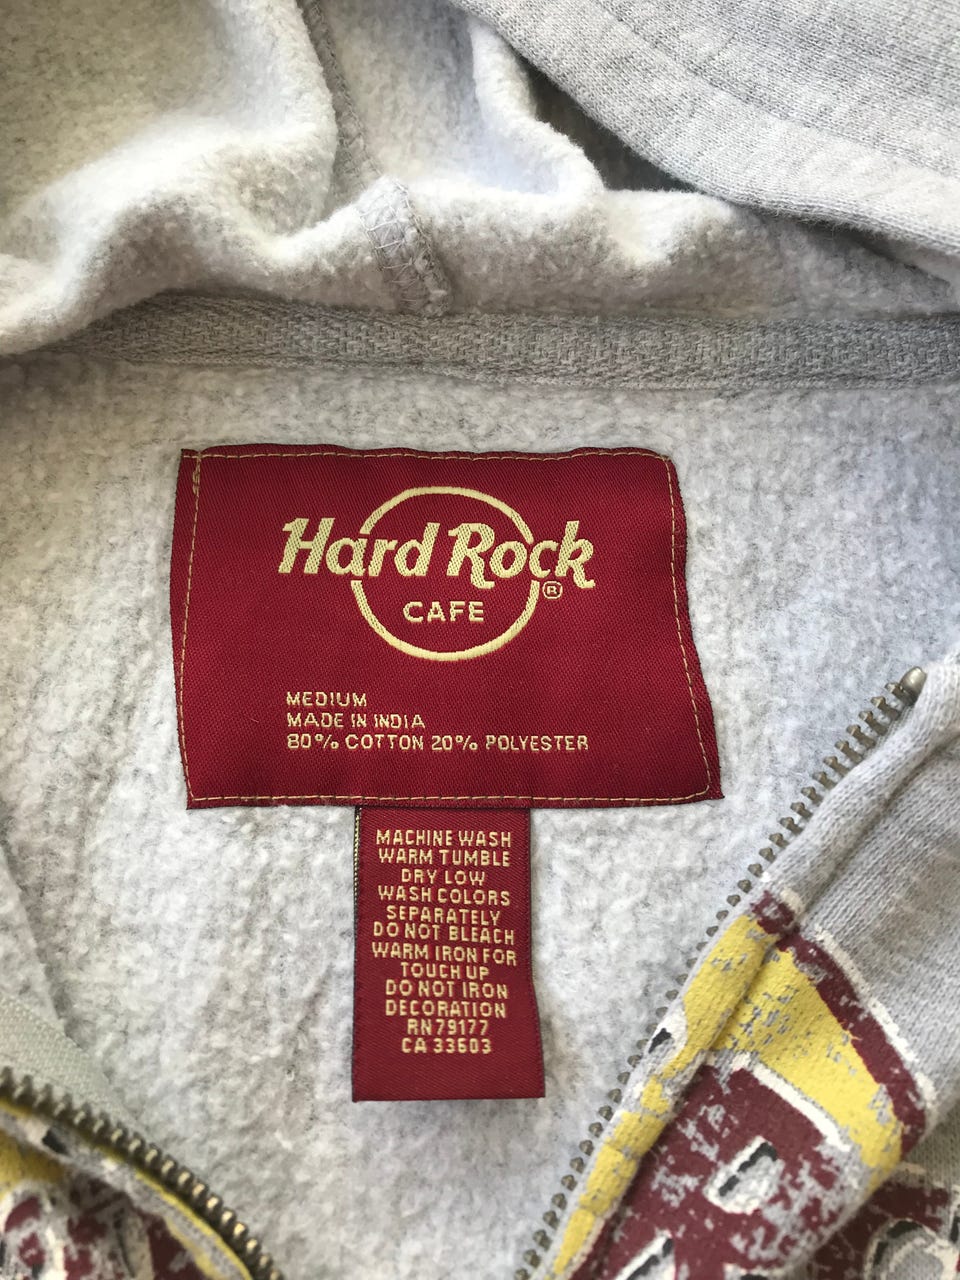 Hard Rock
®
CAFE
MEDIUM
MADE IN INDIA
80% COTTON 20% POLYESTER
MACHINE WASH
WARM TUMBLE
DRY LOW
WASH COLORS
SEPARATELY
DO NOT BLEACH
WARM IRON FOR
TOUCH UP
DO NOT IRON
DECORATION
RN79177
CA 33603